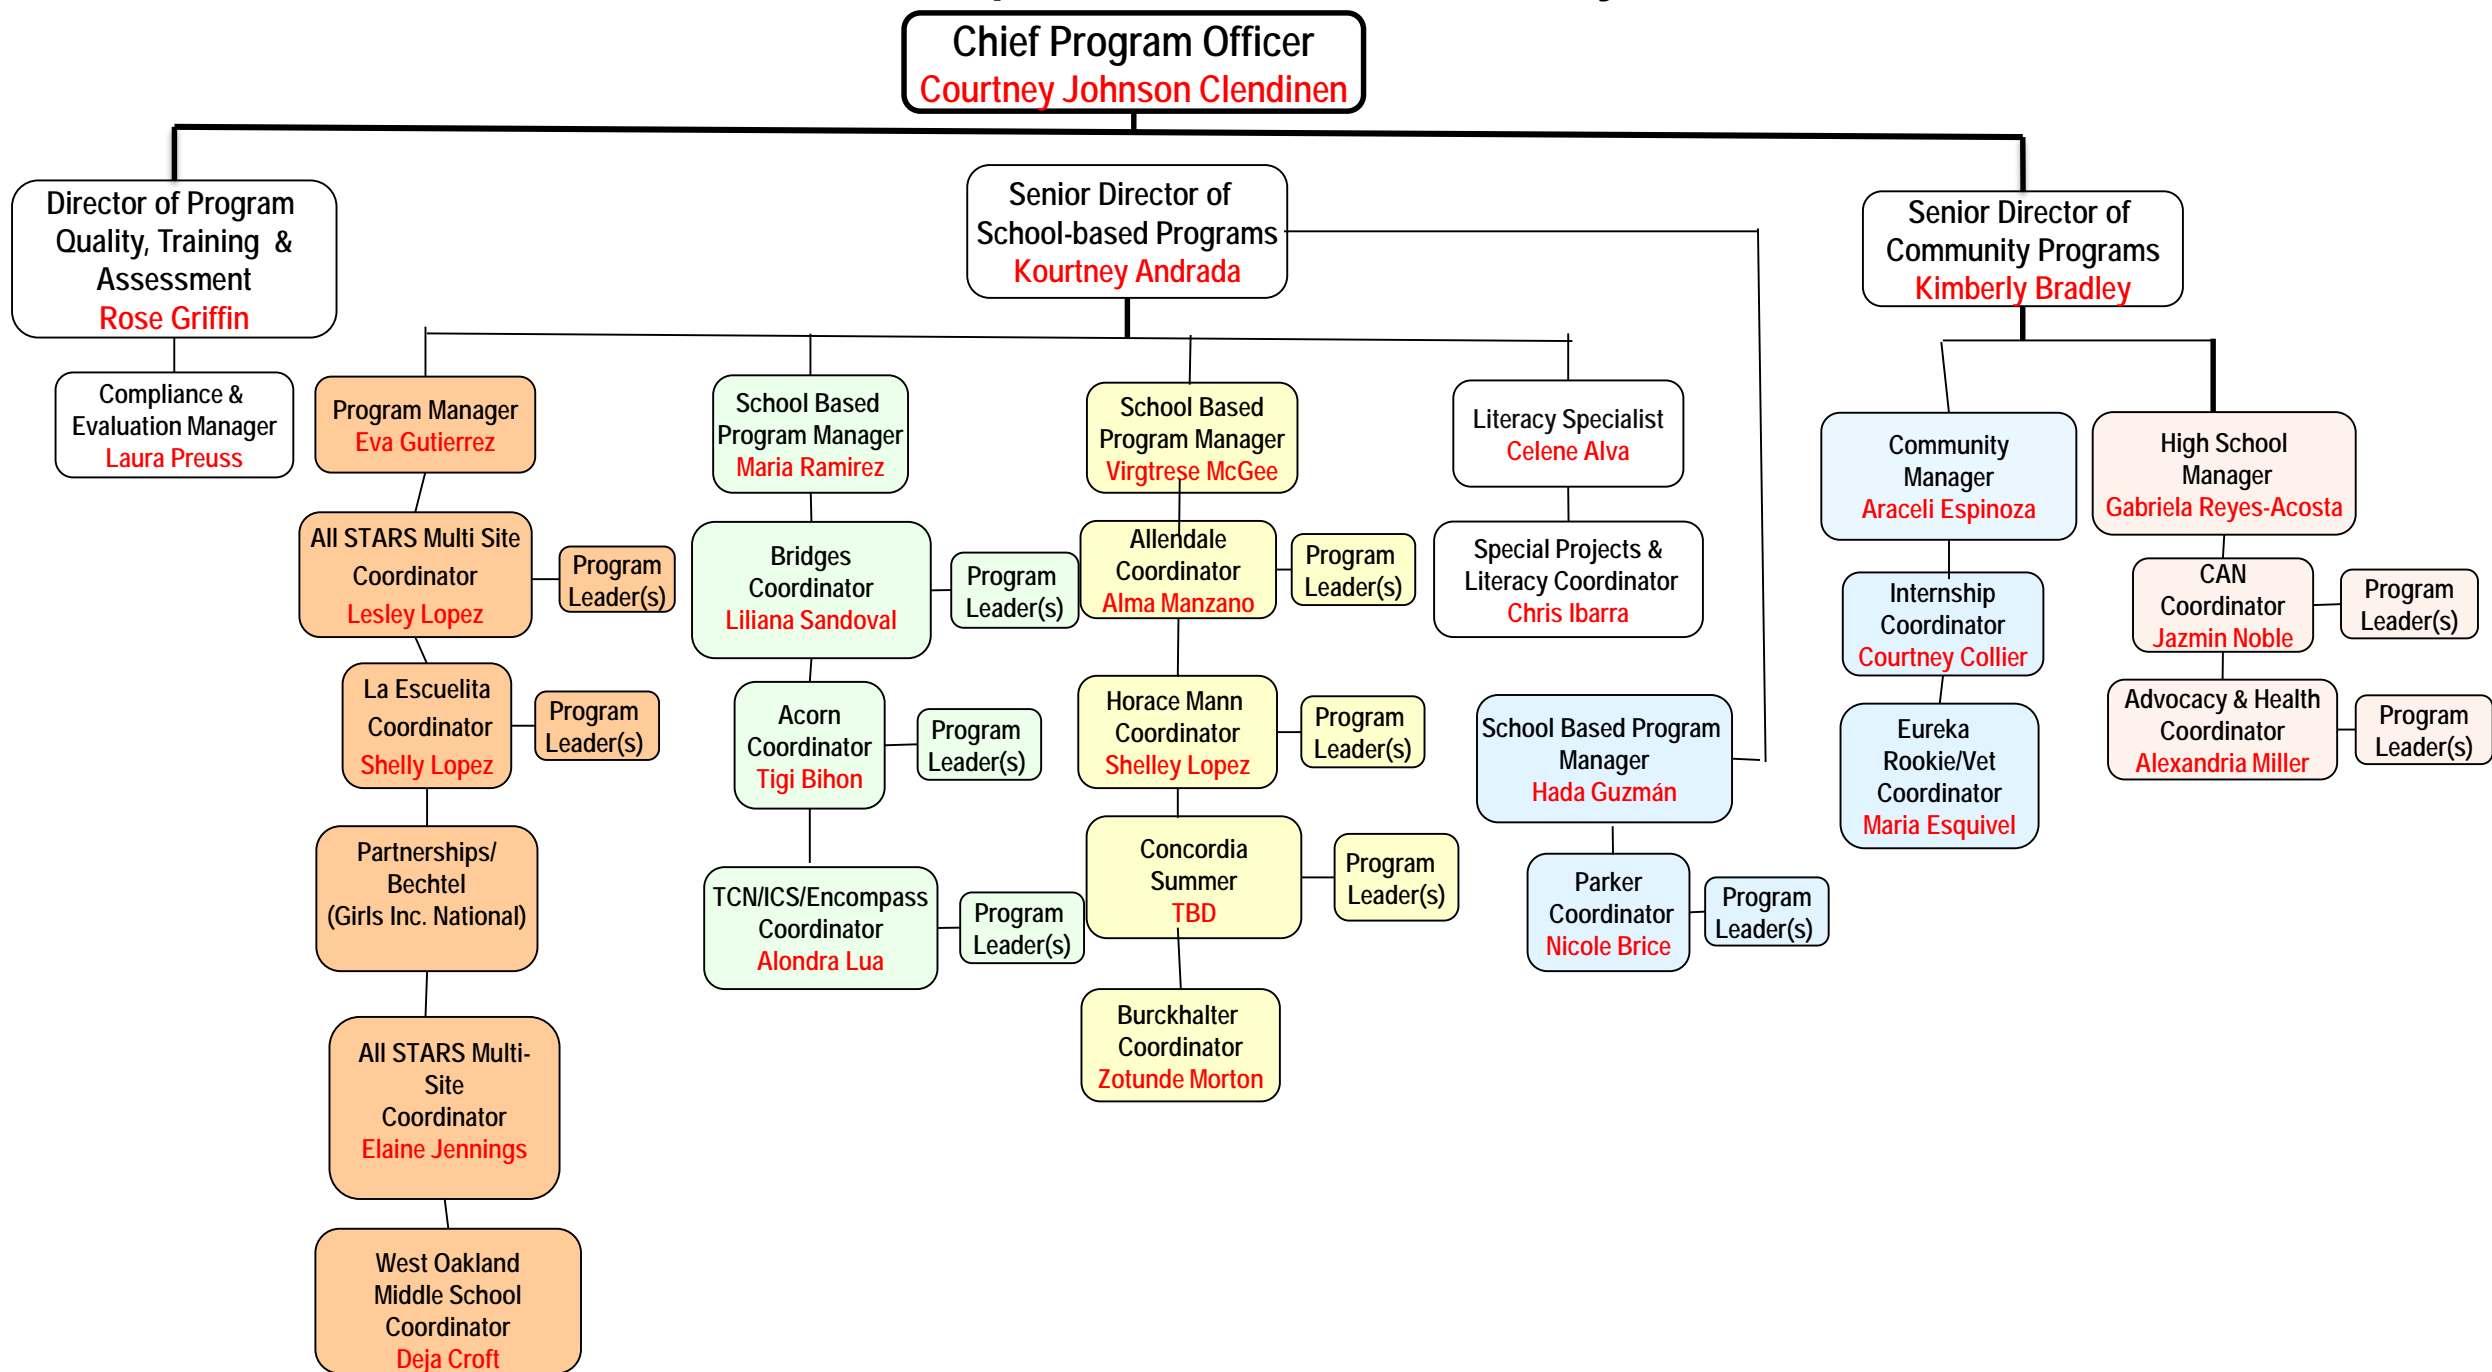 Chief Program Officer
Courtney Johnson Clendinen
Director of Program
Quality, Training &
Assessment
Rose Griffin
Senior Director of
School-based Programs
Kourtney Andrada
Senior Director of
Community Programs
Kimberly Bradley
Compliance &
Evaluation Manager
Laura Preuss
Program Manager
Eva Gutierrez
All STARS Multi Site
Coordinator
Lesley Lopez
Program
Leader(s)
La Escuelita
Coordinator
Shelly Lopez
Program
Leader(s)
Partnerships/
Bechtel
(Girls Inc. National)
All STARS Multi-
Site
Coordinator
Elaine Jennings
West Oakland
Middle School
Coordinator
Deja Croft
School Based
Program Manager
Maria Ramirez
Bridges
Coordinator
Liliana Sandoval
Program
Leader(s)
Acorn
Coordinator
Tigi Bihon
Program
Leader(s)
TCN/ICS/Encompass
Coordinator
Alondra Lua
Program
Leader(s)
School Based
Program Manager
Virgtrese McGee
Allendale
Coordinator
Alma Manzano
Program
Leader(s)
Horace Mann
Coordinator
Shelley Lopez
Program
Leader(s)
Concordia
Summer
TBD
Program
Leader(s)
Burckhalter
Coordinator
Zotunde Morton
Literacy Specialist
Celene Alva
Special Projects &
Literacy Coordinator
Chris Ibarra
School Based Program
Manager
Hada Guzmán
Parker
Coordinator
Nicole Brice
Program
Leader(s)
Community
Manager
Araceli Espinoza
Internship
Coordinator
Courtney Collier
Eureka
Rookie/Vet
Coordinator
Maria Esquivel
High School
Manager
Gabriela Reyes-Acosta
CAN
Coordinator
Jazmin Noble
Program
Leader(s)
Advocacy & Health
Coordinator
Alexandria Miller
Program
Leader(s)